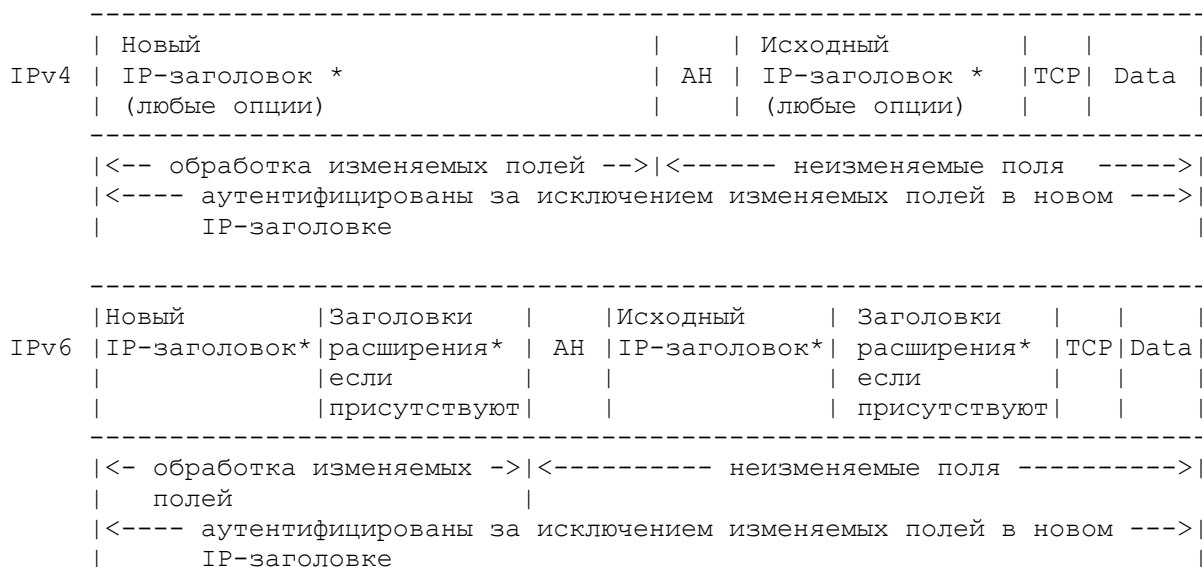 ---------------------------------------------------------------------
| Новый                          |    | Исходный       |   |      |
IPv4 | IP-заголовок *                 | AH | IP-заголовок * |TCP| Data |
| (любые опции)                  |    | (любые опции)  |   |      |
---------------------------------------------------------------------
|<-- обработка изменяемых полей -->|<------ неизменяемые поля  ----->|
|<---- аутентифицированы за исключением изменяемых полей в новом --->|
|      IP-заголовке                                                  |
---------------------------------------------------------------------
|Новый         |Заголовки   |    |Исходный      | Заголовки   |   |    |
IPv6 |IP-заголовок*|расширения* | AH |IP-заголовок*| расширения* |TCP|Data|
|              |если        |    |              | если        |   |    |
|              |присутствуют|    |              | присутствуют|   |    |
---------------------------------------------------------------------
|<- обработка изменяемых ->|<---------- неизменяемые поля ---------->|
|   полей                  |
|<---- аутентифицированы за исключением изменяемых полей в новом --->|
|      IP-заголовке                                                  |